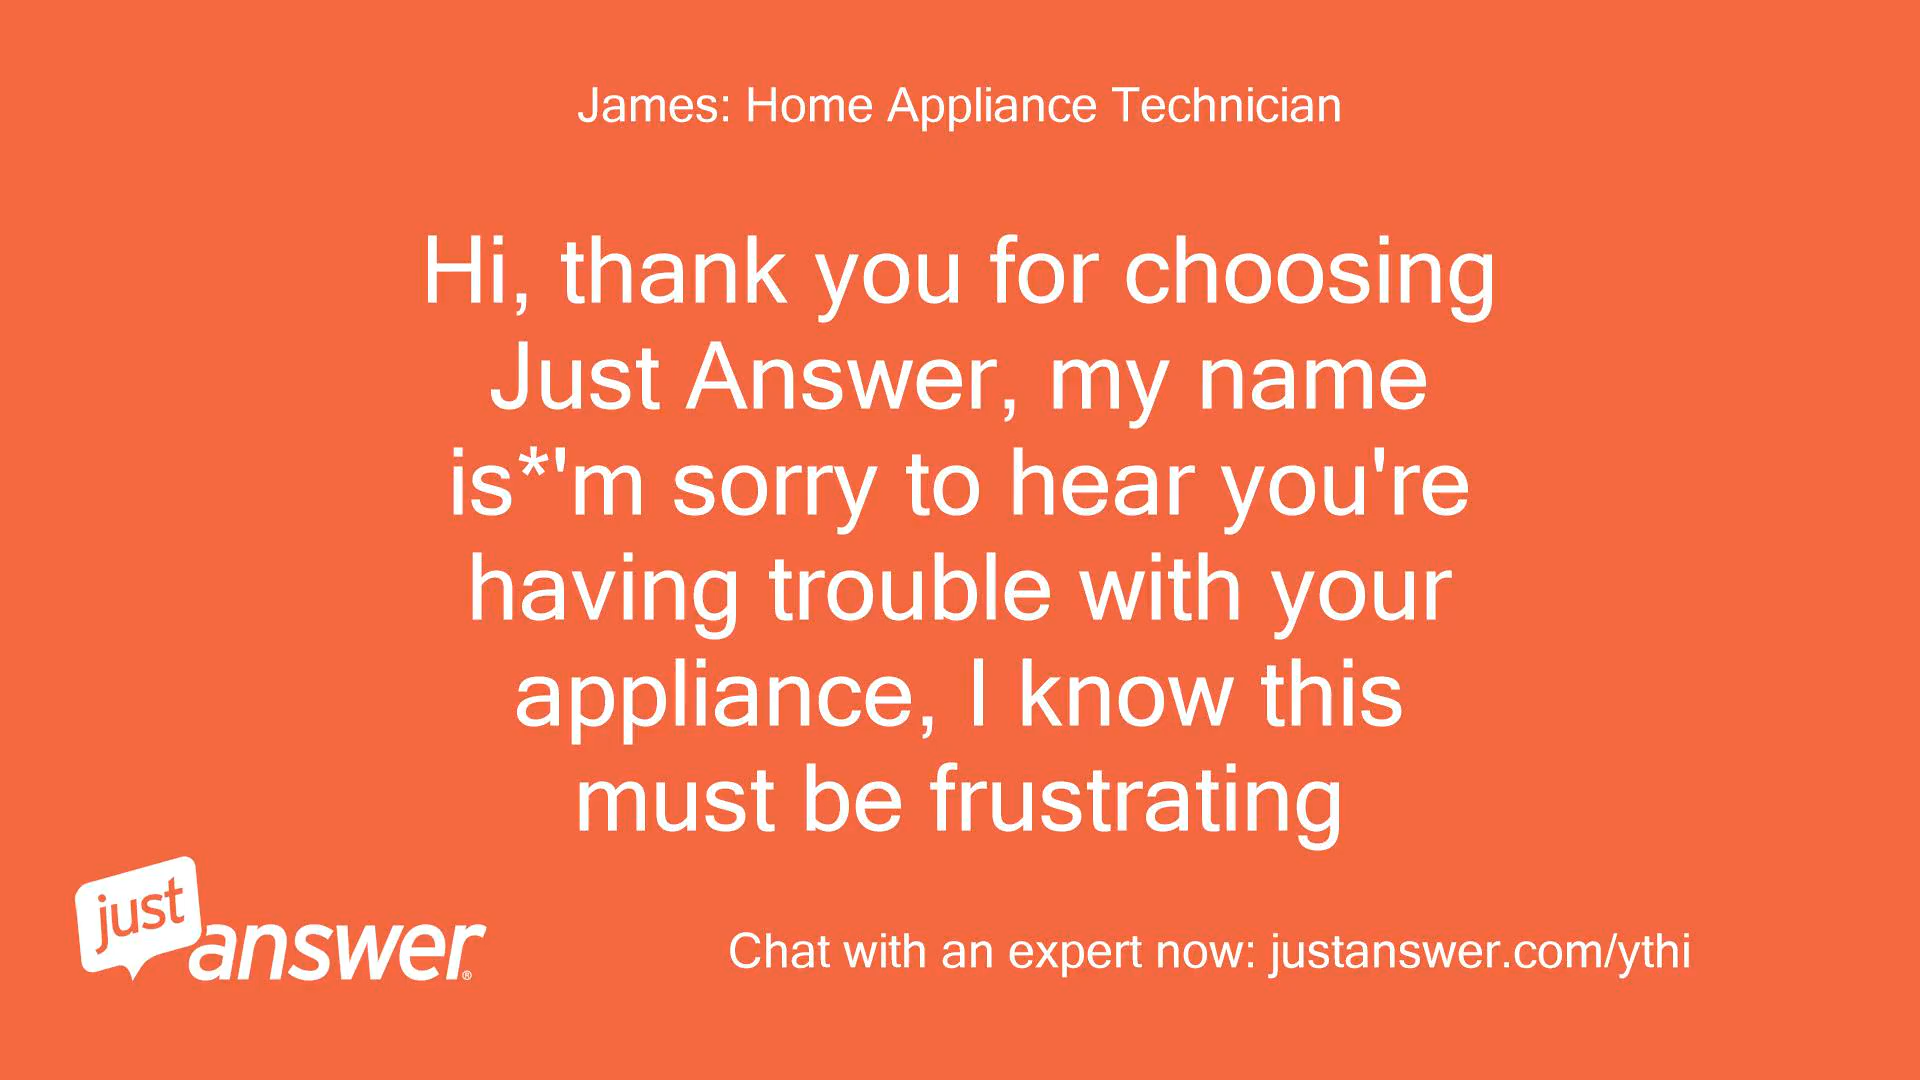 James: Home Appliance Technician
Hi, thank you for choosing
Just Answer, my name
is*'m sorry to hear you're
having trouble with your
appliance, I know this
must be frustrating
just
answer®
Chat with an expert now: justanswer.com/ythi